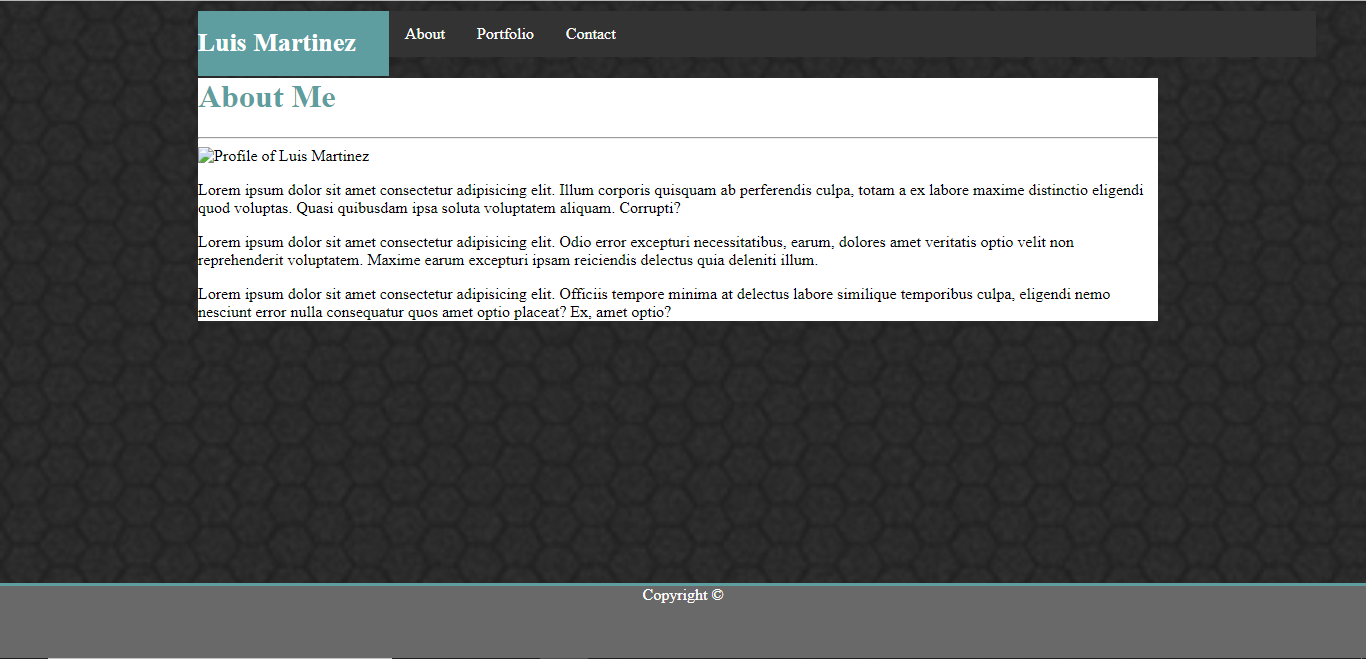 Luis Martinez About Portfolio Contact
About Me
Profile of Luis Martinez
Lorem ipsum dolor sit amet consectetur adipisicing elit. Illum corporis quisquam ab perferendis culpa, totam a ex labore maxime distinctio eligendi
quod voluptas. Quasi quibusdam ipsa soluta voluptatem aliquam. Corrupti?
Lorem ipsum dolor sit amet consectetur adipisicing elit. Odio error excepturi necessitatibus, earum, dolores amet veritatis optio velit non
reprehenderit voluptatem. Maxime earum excepturi ipsam reiciendis delectus quia deleniti illum.
Lorem ipsum dolor sit amet consectetur adipisicing elit. Officiis tempore minima at delectus labore similique temporibus culpa, eligendi nemo
nesciunt error nulla consequatur quos amet optio placeat? Ex, amet optio?
Copyright ©